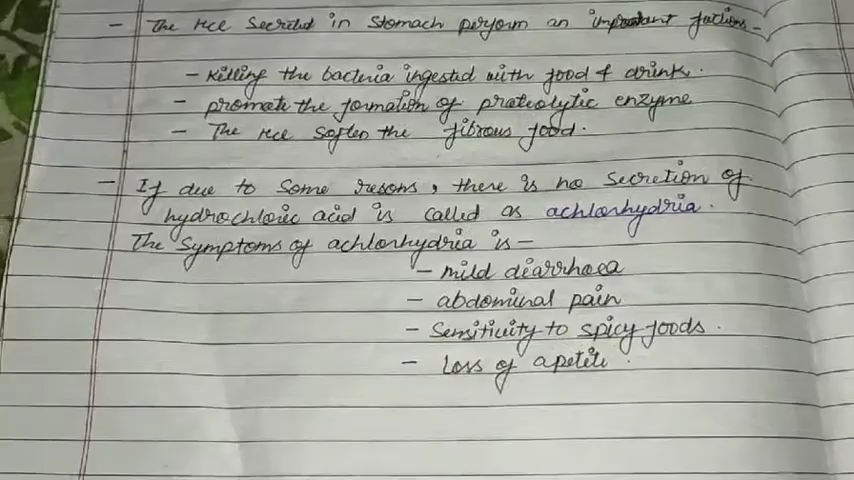 - The HCl Secreted in Stomach perform an important fuctions -
- Killing the bacteria ingested with food & drink.
- promote the formation of proteolytic enzyme
- The HCl soften the fibrous food.
- If due to Some resons, there is no Secretion of
hydrochloric acid is called as achlorhydria.
The symptoms of achlorhydria is -
- mild diarrhoea
- abdominal pain
- Sensitivity to spicy foods.
- Loss of apetite.